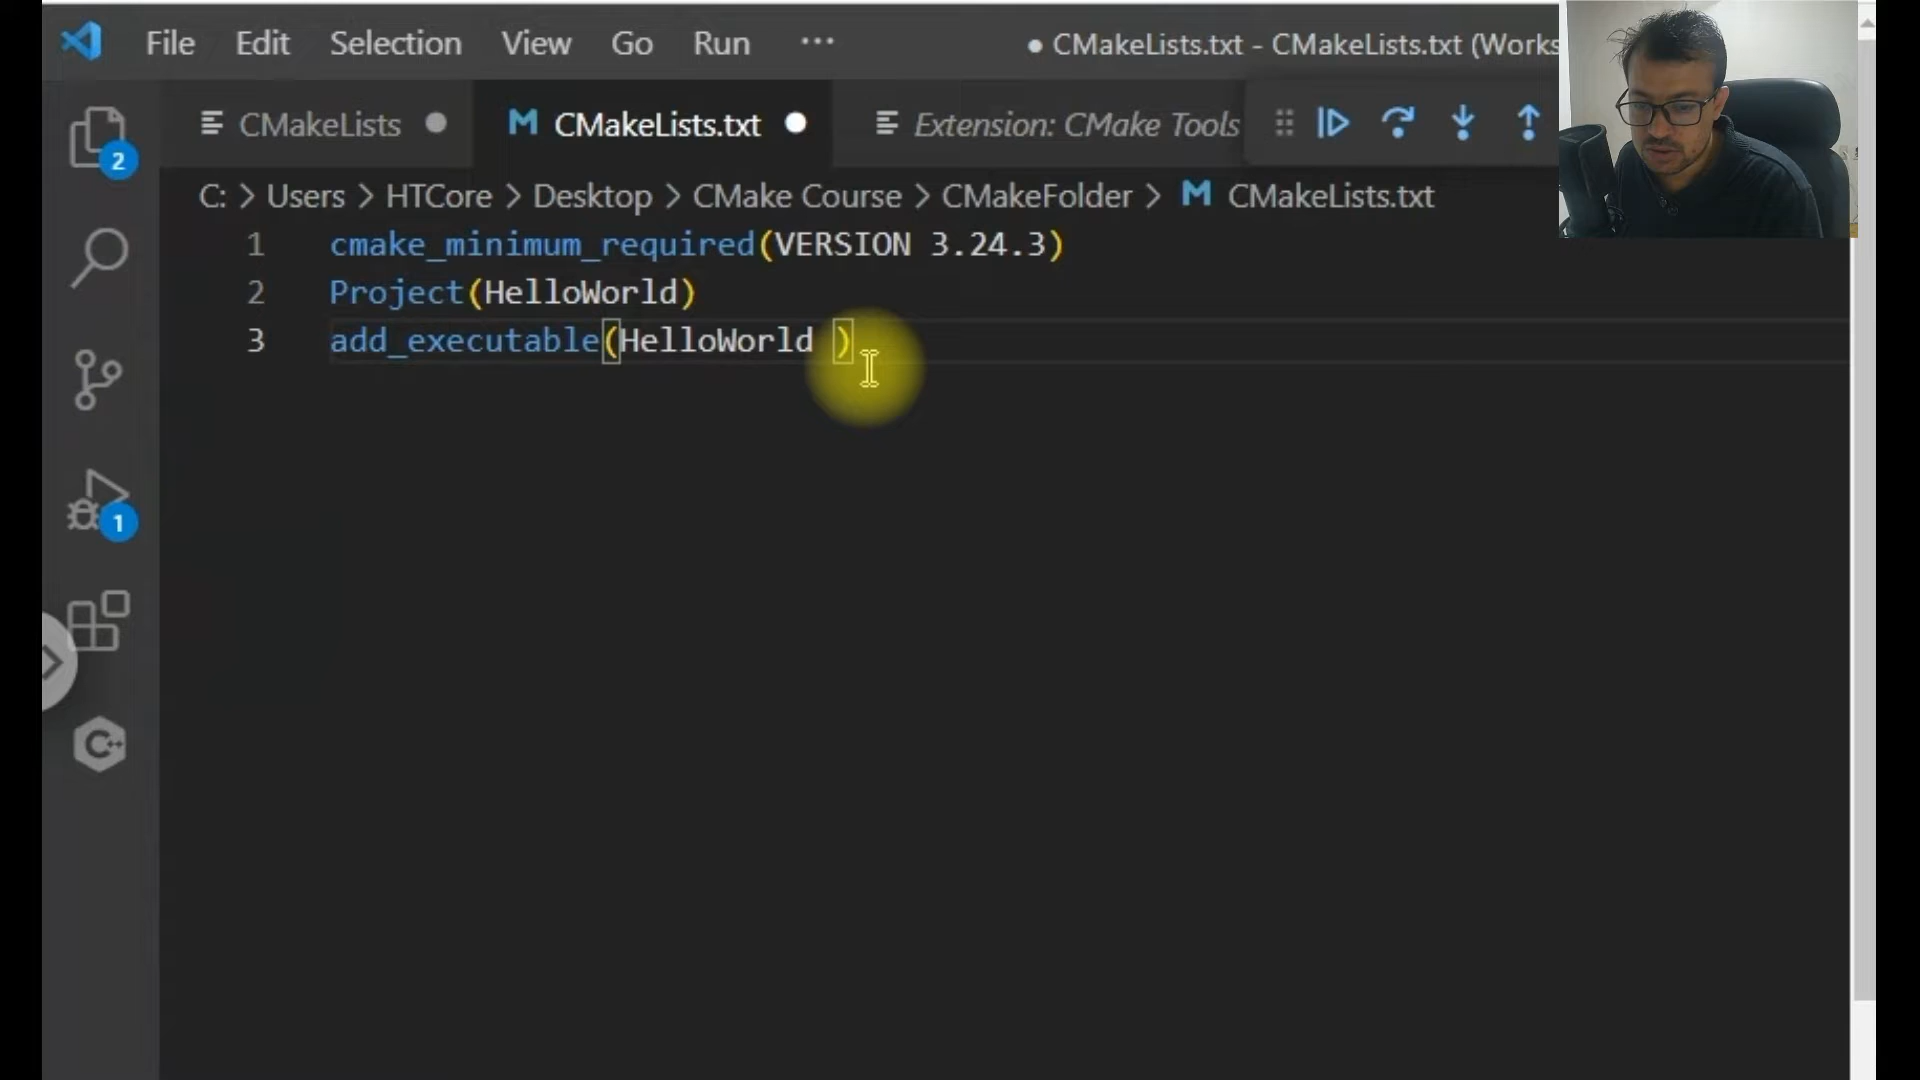 File Edit Selection View Go Run ··· ● CMakeLists.txt - CMakeLists.txt (Works
CMakeLists CMakeLists.txt Extension: CMake Tools
C: > Users > HTCore > Desktop > CMake Course > CMakeFolder > CMakeLists.txt
1 cmake_minimum_required(VERSION 3.24.3)
2 Project(HelloWorld)
3 add_executable(HelloWorld )
2
1